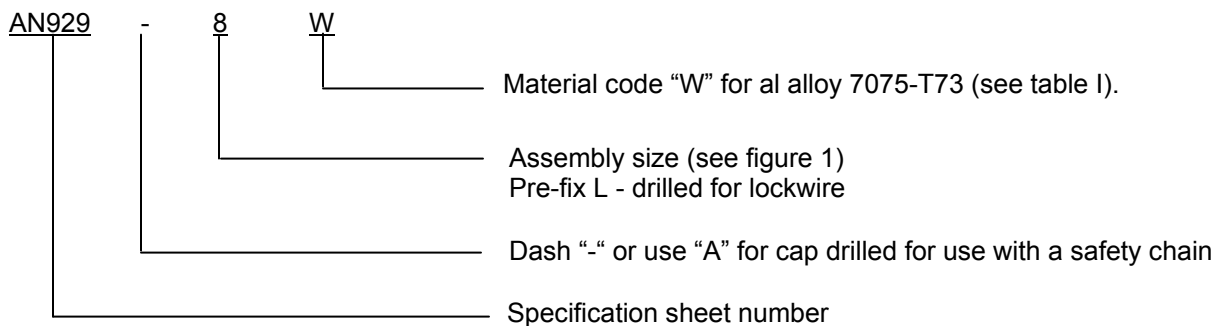 AN929 - 8 W
Material code “W” for al alloy 7075-T73 (see table I).
Assembly size (see figure 1)
Pre-fix L - drilled for lockwire
Dash “-“ or use “A” for cap drilled for use with a safety chain
Specification sheet number